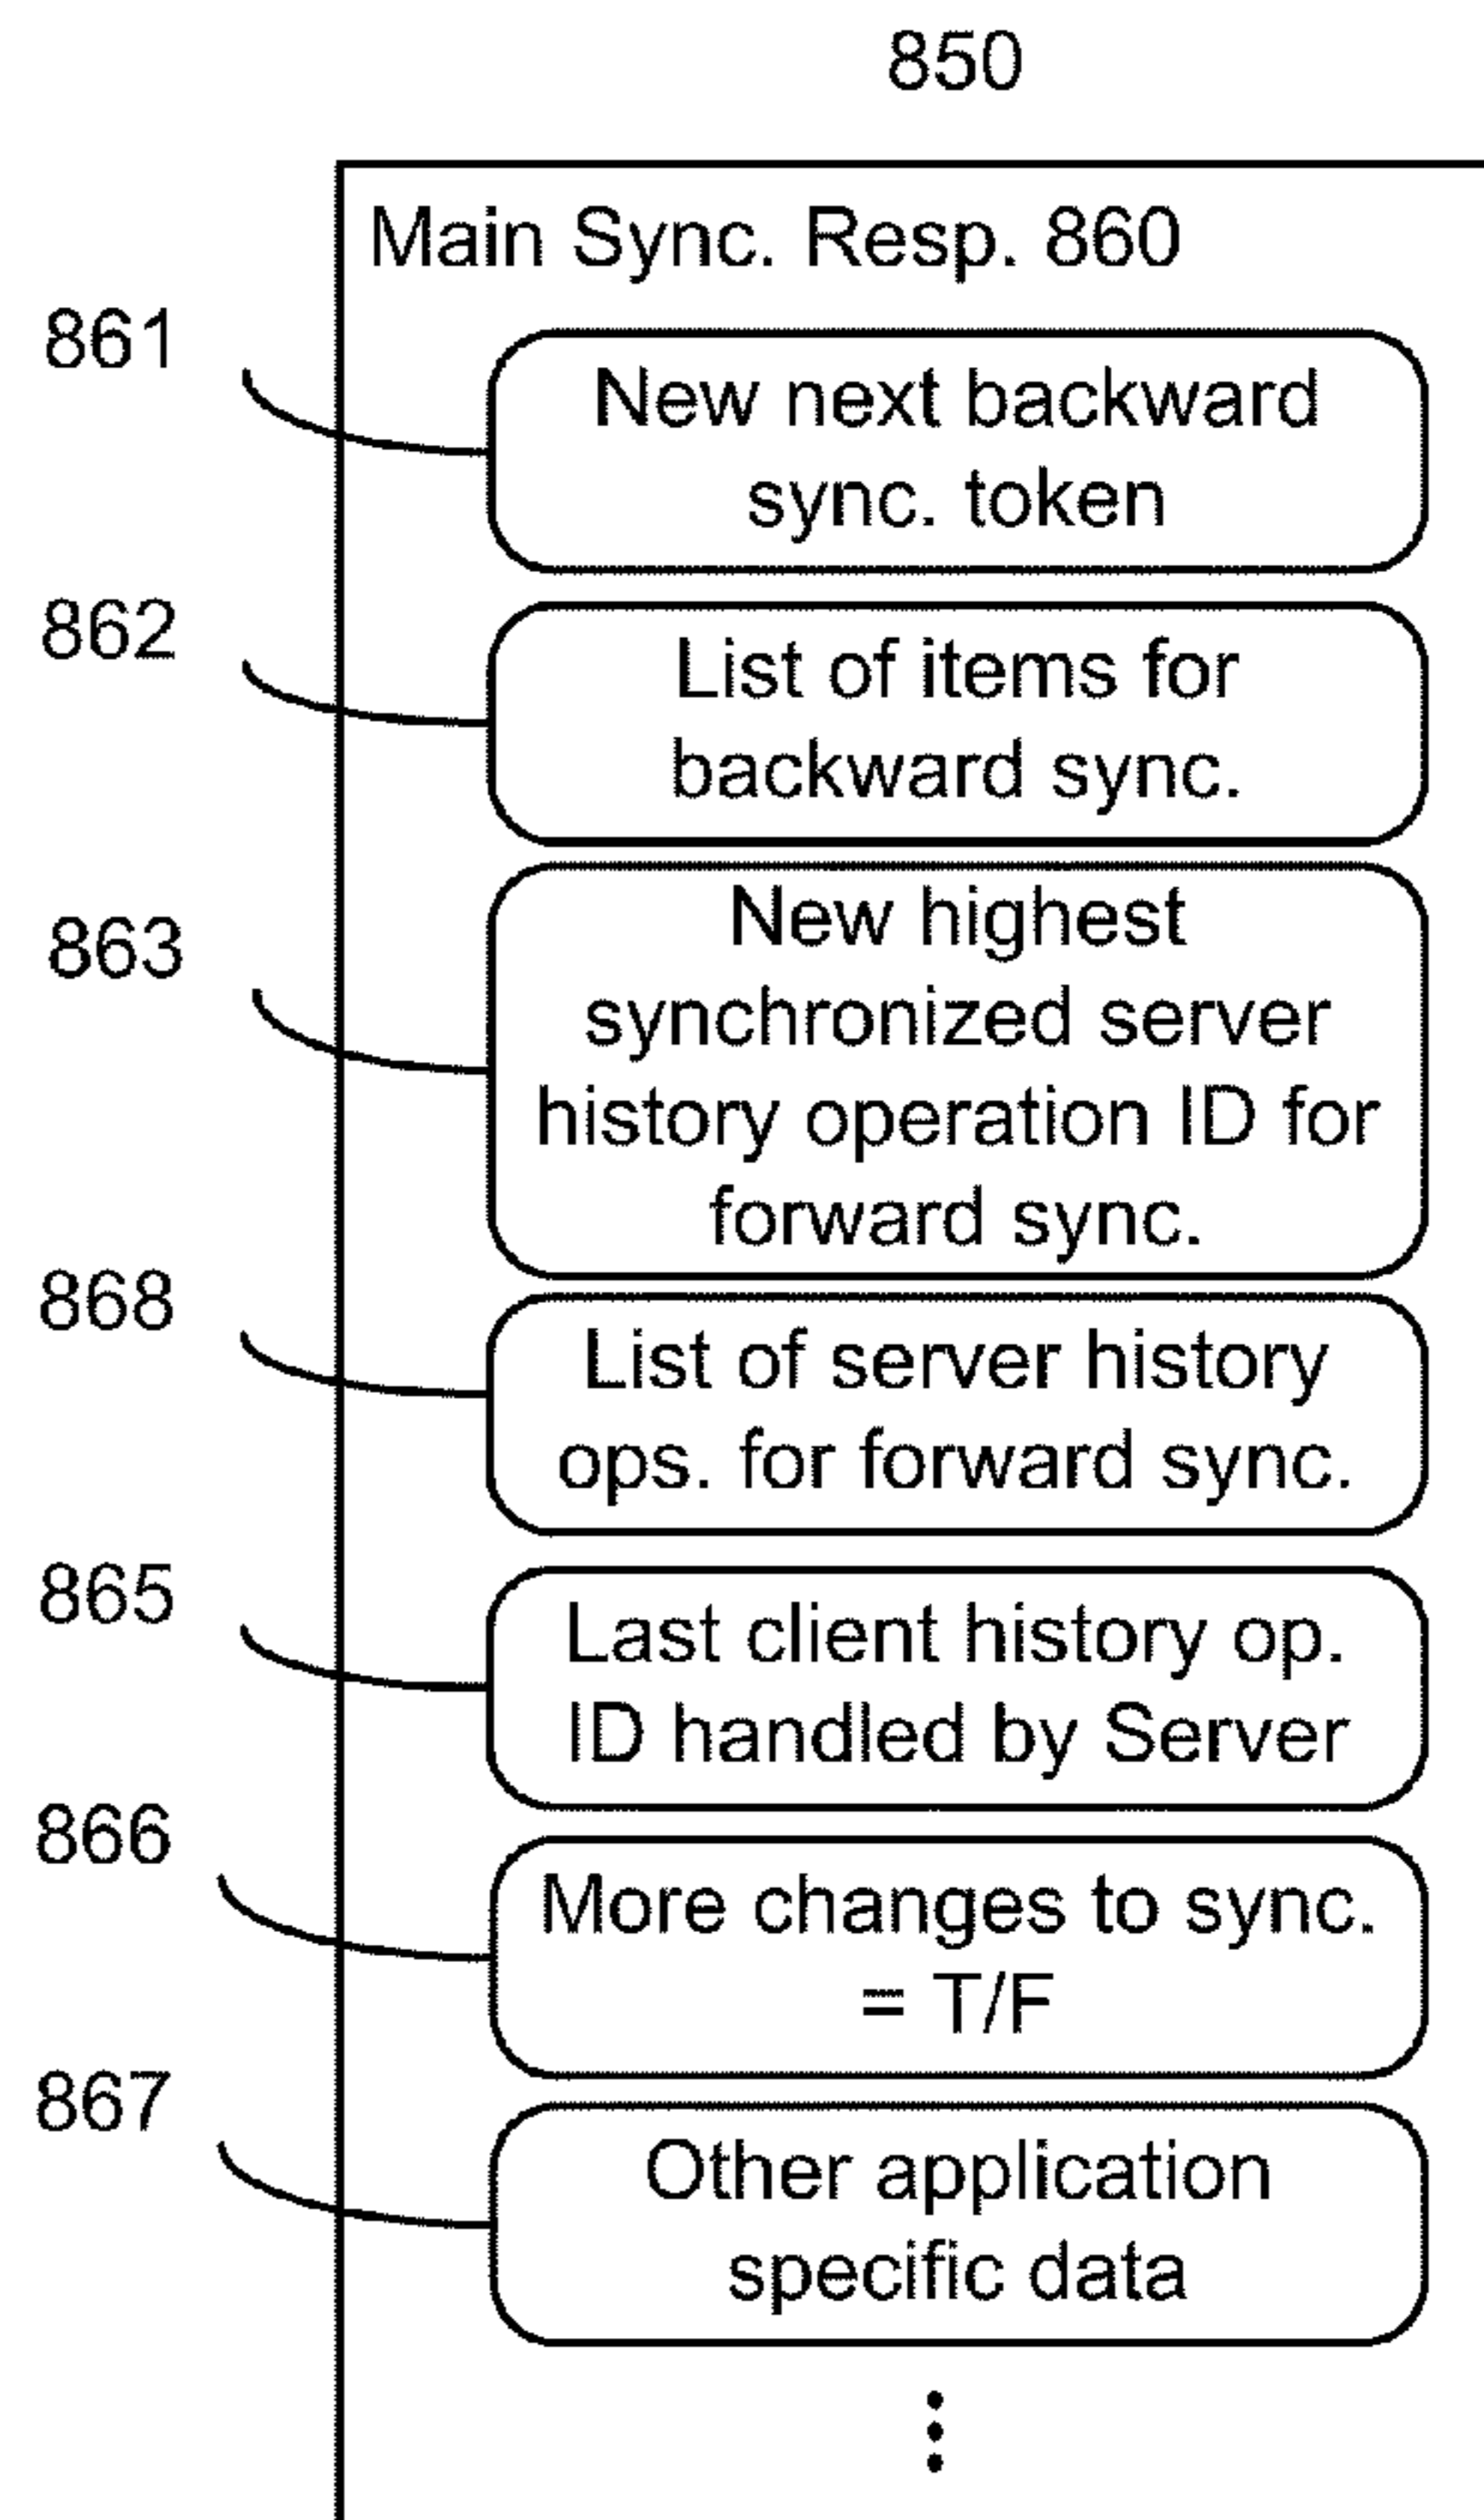 850
Main Sync. Resp. 860
861
New next backward
sync. token
862
List of items for
backward sync.
863
New highest
synchronized server
history operation ID for
forward sync.
868
List of server history
ops. for forward sync.
865
Last client history op.
ID handled by Server
866
More changes to sync.
= T/F
867
Other application
specific data